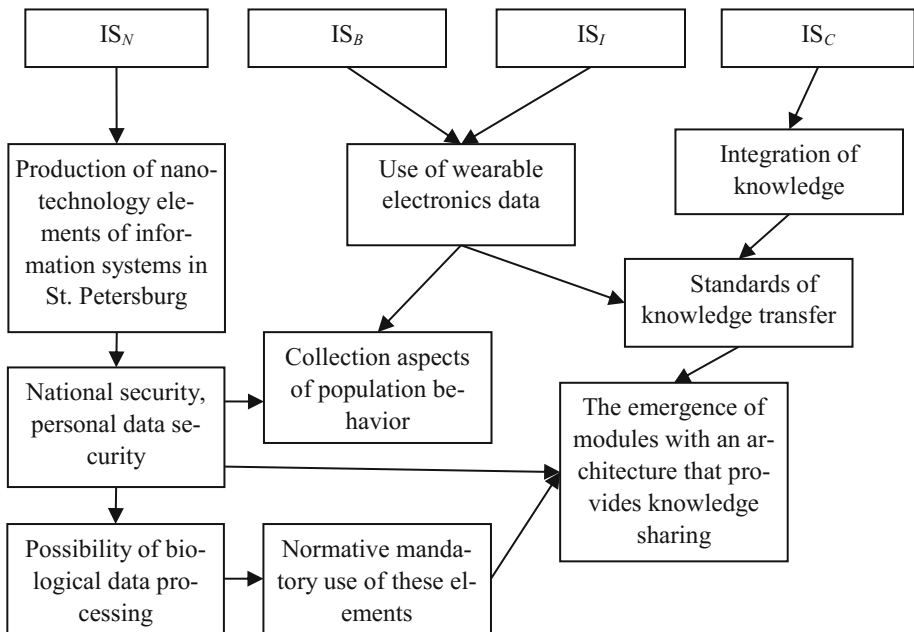 IS_N
IS_B
IS_I
IS_C
Production of nano-
technology ele-
ments of infor-
mation systems in
St. Petersburg
Use of wearable
electronics data
Integration of
knowledge
Standards of
knowledge transfer
National security,
personal data se-
curity
Collection aspects
of population be-
havior
The emergence of
modules with an ar-
chitecture that pro-
vides knowledge
sharing
Possibility of bi-
ological data pro-
cessing
Normative manda-
tory use of these el-
ements